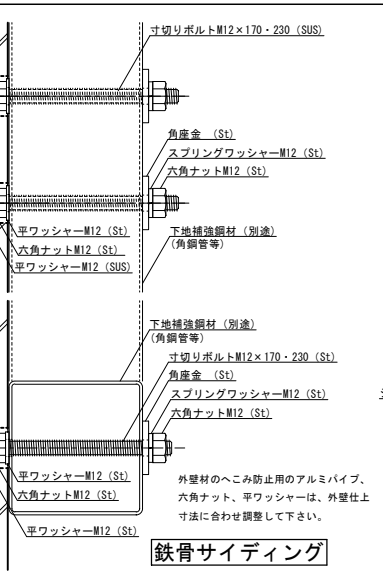 寸切りボルトM12×170・230 (SUS)
角座金 (St)
スプリングワッシャーM12 (St)
六角ナットM12 (St)
平ワッシャーM12 (St)
六角ナットM12 (St)
平ワッシャーM12 (SUS)
下地補強鋼材 (別途)
(角鋼管等)
下地補強鋼材 (別途)
(角鋼管等)
寸切りボルトM12×170・230 (St)
角座金 (St)
スプリングワッシャーM12 (St)
六角ナットM12 (St)
平ワッシャーM12 (St)
六角ナットM12 (St)
平ワッシャーM12 (St)
外壁材のへこみ防止用のアルミパイプ、
六角ナット、平ワッシャーは、外壁仕上
寸法に合わせ調整して下さい。
鉄骨サイディング